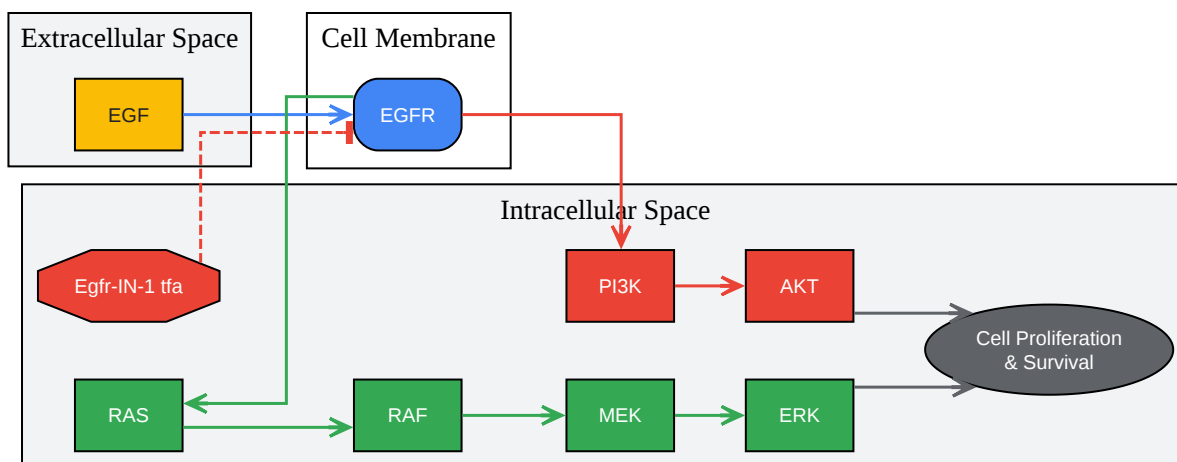 Extracellular Space
Cell Membrane
EGF
EGFR
Intracellular Space
Egfr-IN-1 tfa
PI3K
AKT
Cell Proliferation
& Survival
RAS
RAF
MEK
ERK